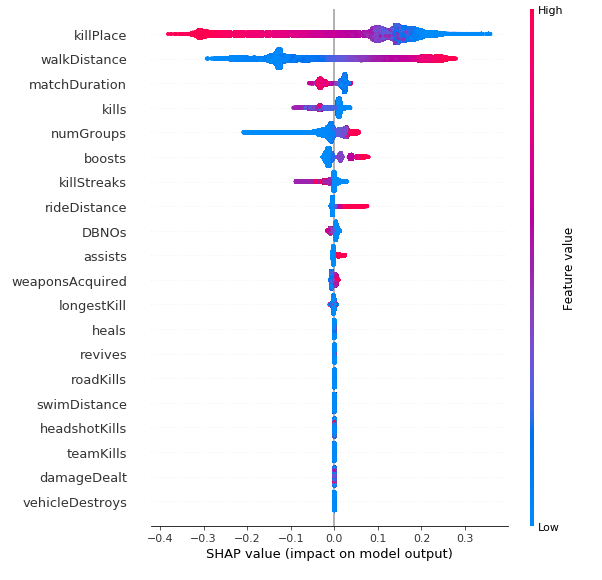 High
killPlace
walkDistance
matchDuration
kills
numGroups
boosts
killStreaks
rideDistance
DBNOs
assists
weaponsAcquired
longestKill
heals
revives
roadKills
swimDistance
headshotKills
teamKills
damageDealt
vehicleDestroys
Feature value
Low
−0.4 −0.3 −0.2 −0.1 0.0 0.1 0.2 0.3
SHAP value (impact on model output)